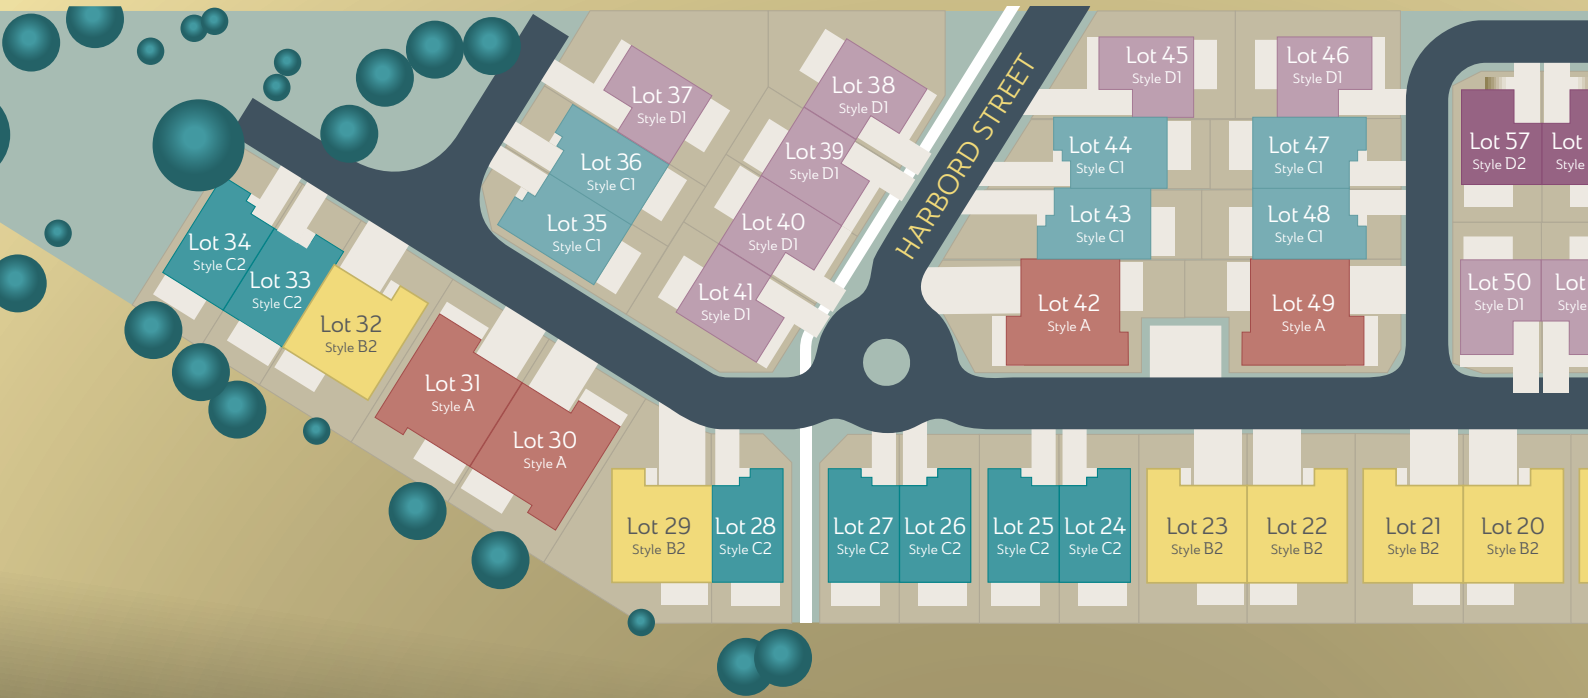 HARBORD STREET
Lot 37
Style D1
Lot 38
Style D1
Lot 36
Style C1
Lot 35
Style C1
Lot 39
Style D1
Lot 40
Style D1
Lot 41
Style D1
Lot 45
Style D1
Lot 46
Style D1
Lot 44
Style C1
Lot 47
Style C1
Lot 43
Style C1
Lot 48
Style C1
Lot 42
Style A
Lot 49
Style A
Lot 57
Style D2
Lot
Style
Lot 50
Style D1
Lot
Style
Lot 34
Style C2
Lot 33
Style C2
Lot 32
Style B2
Lot 31
Style A
Lot 30
Style A
Lot 29
Style B2
Lot 28
Style C2
Lot 27
Style C2
Lot 26
Style C2
Lot 25
Style C2
Lot 24
Style C2
Lot 23
Style B2
Lot 22
Style B2
Lot 21
Style B2
Lot 20
Style B2